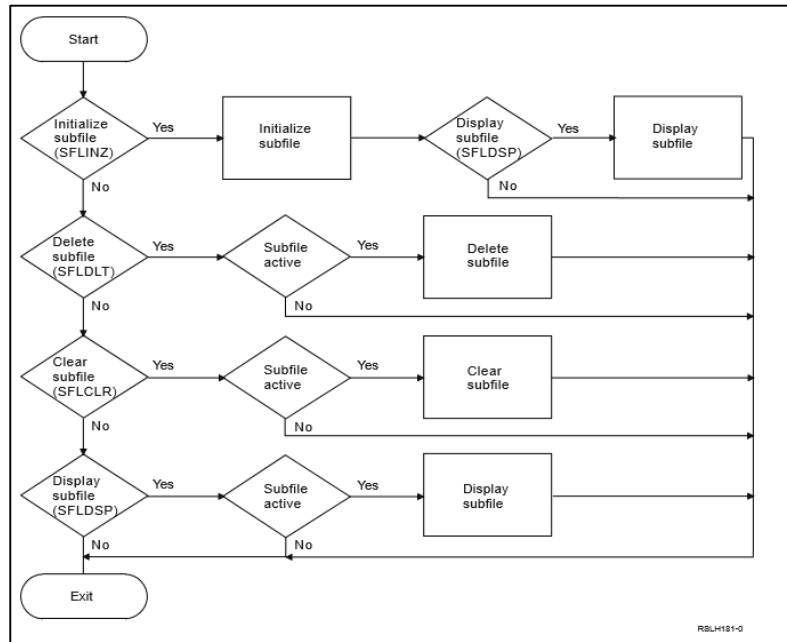 Start
Initialize
subfile
(SFLINZ)
Yes
Initialize
subfile
Display
subfile
(SFLDSP)
Yes
Display
subfile
No
No
Delete
subfile
(SFLDLT)
Yes
Subfile
active
Yes
Delete
subfile
No
No
Clear
subfile
(SFLCLR)
Yes
Subfile
active
Yes
Clear
subfile
No
No
Display
subfile
(SFLDSP)
Yes
Subfile
active
Yes
Display
subfile
No
No
Exit
RSLH181-0